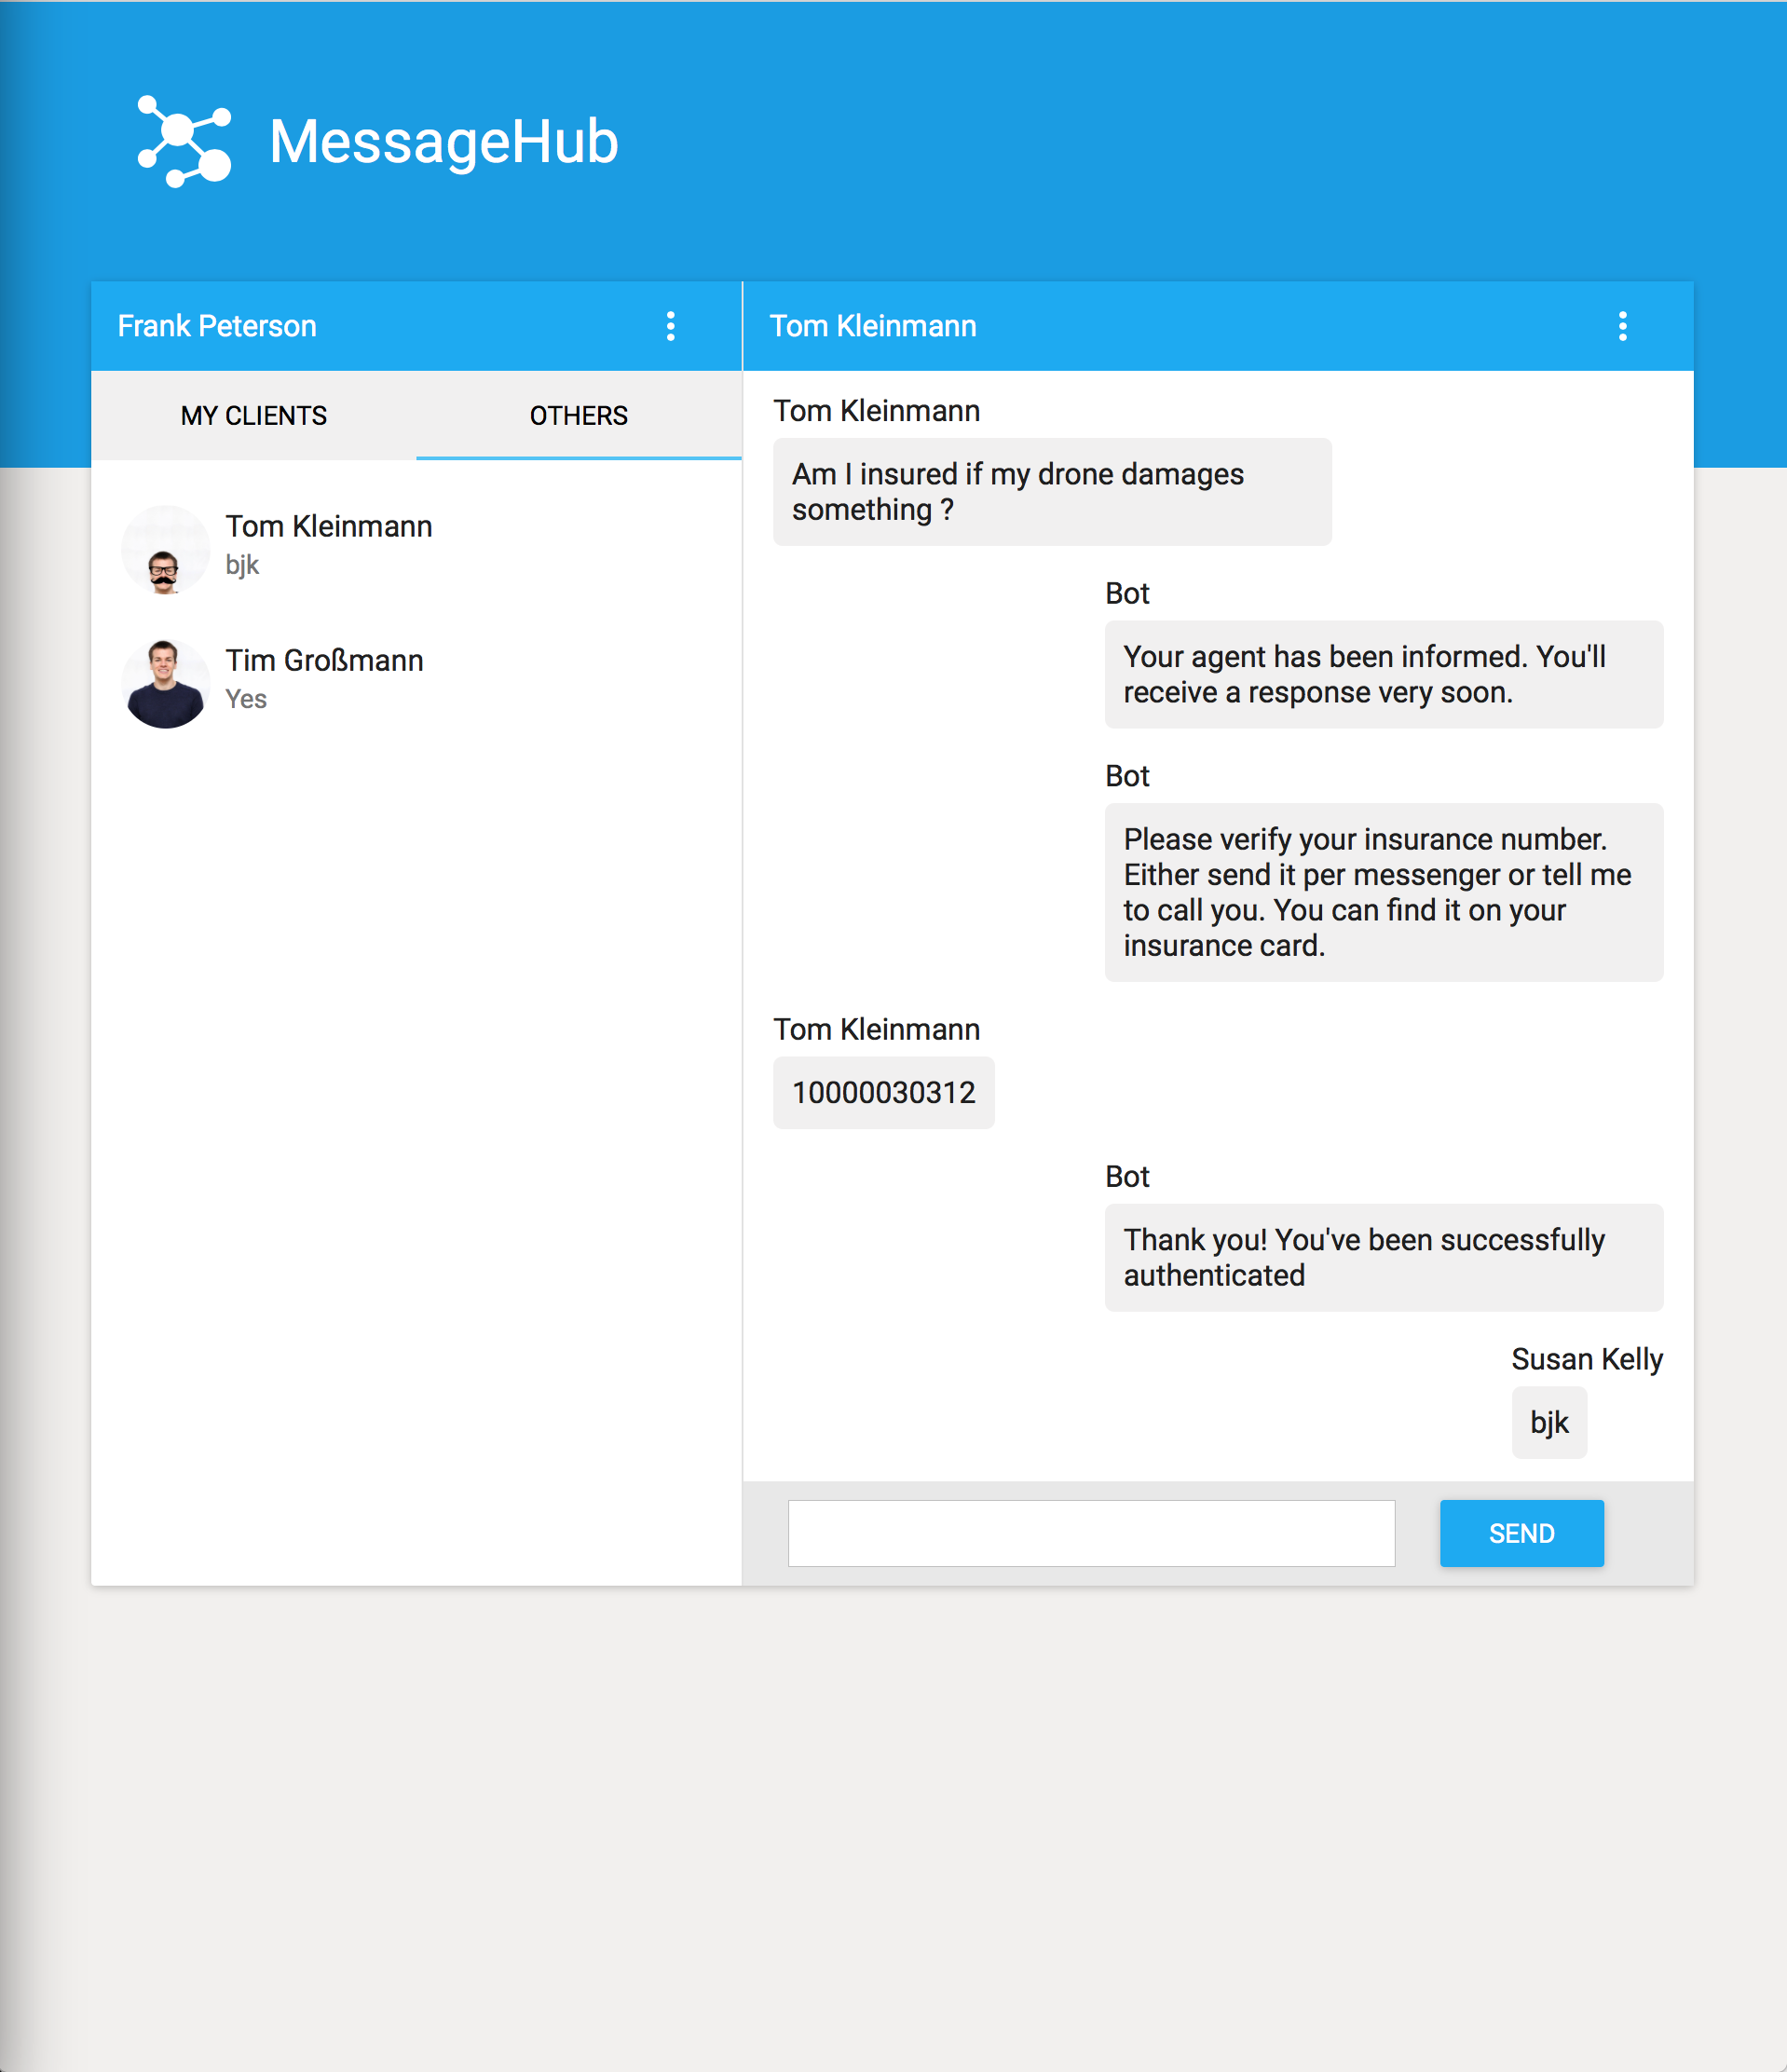 MessageHub
Frank Peterson
Tom Kleinmann
MY CLIENTS
OTHERS
Tom Kleinmann
bjk
Tim Großmann
Yes
Tom Kleinmann
Am I insured if my drone damages
something ?
Bot
Your agent has been informed. You'll
receive a response very soon.
Bot
Please verify your insurance number.
Either send it per messenger or tell me
to call you. You can find it on your
insurance card.
Tom Kleinmann
10000030312
Bot
Thank you! You've been successfully
authenticated
Susan Kelly
bjk
SEND